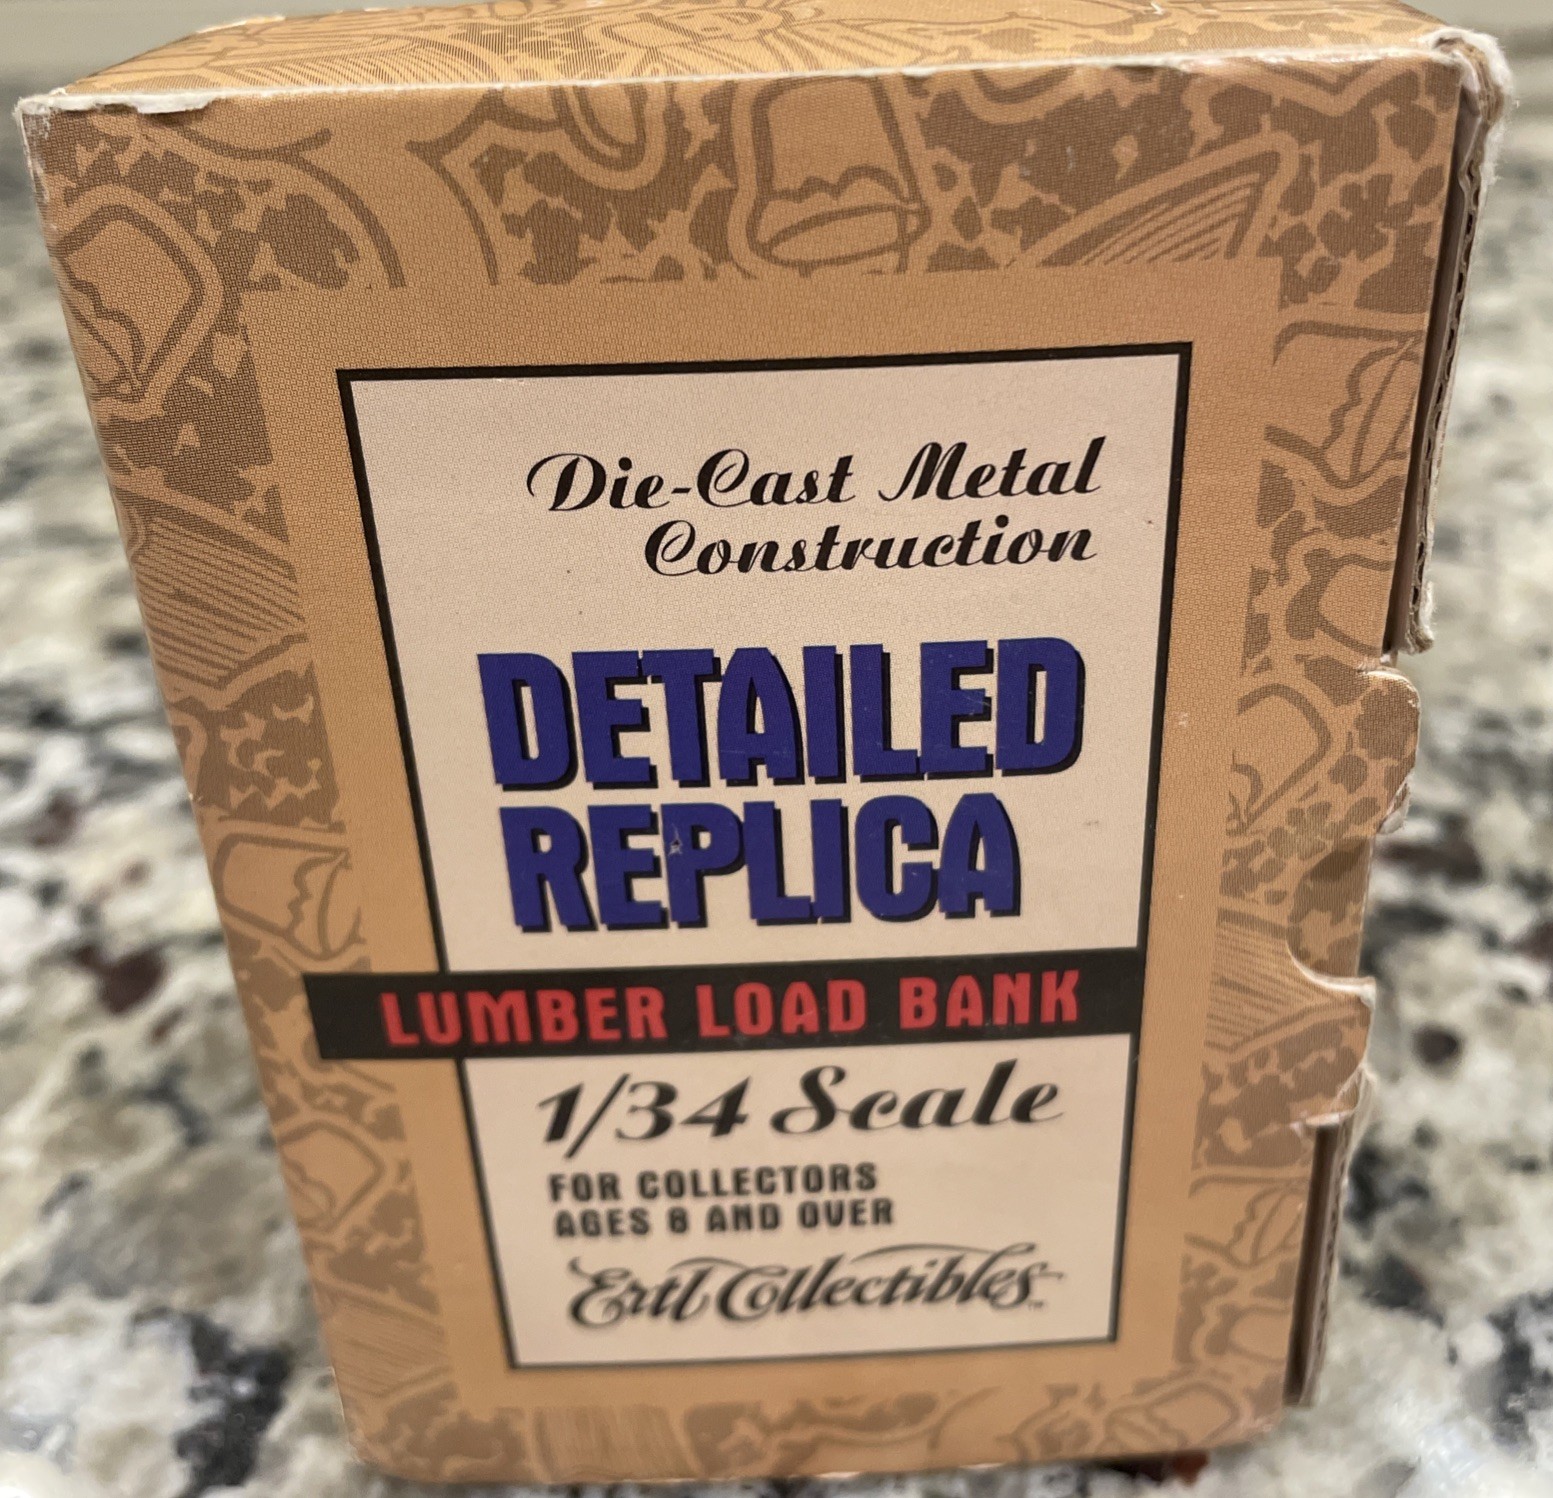 Die-Cast Metal
Construction
DETAILED
REPLICA
LUMBER LOAD BANK
1/34 Scale
FOR COLLECTORS
AGES 8 AND OVER
Ertl Collectibles™